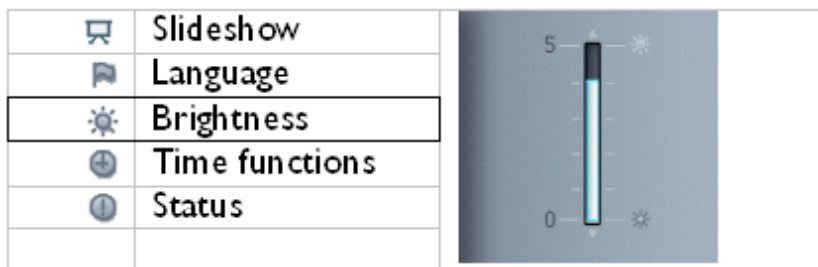 Slideshow
Language
Brightness
Time functions
Status
5
0